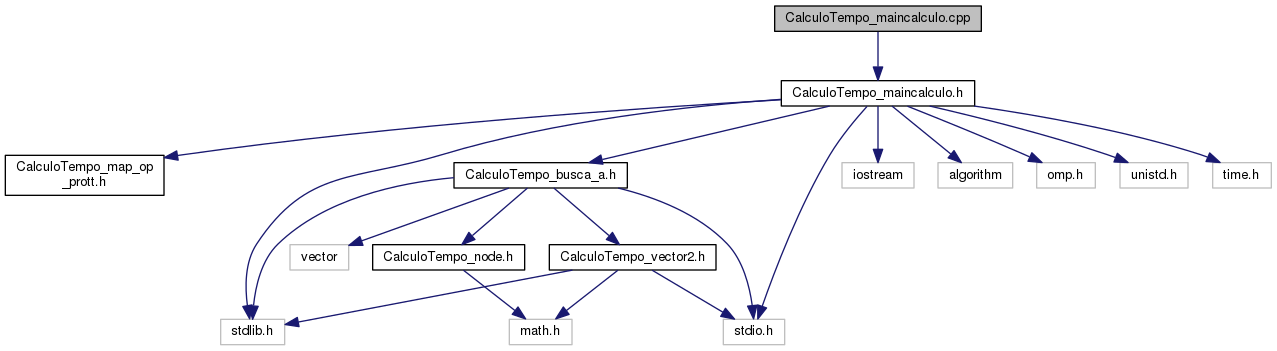 CalculoTempo_maincalculo.cpp
CalculoTempo_maincalculo.h
CalculoTempo_map_op
_prott.h
CalculoTempo_busca_a.h
iostream
algorithm
omp.h
unistd.h
time.h
vector
CalculoTempo_node.h
CalculoTempo_vector2.h
stdlib.h
math.h
stdio.h